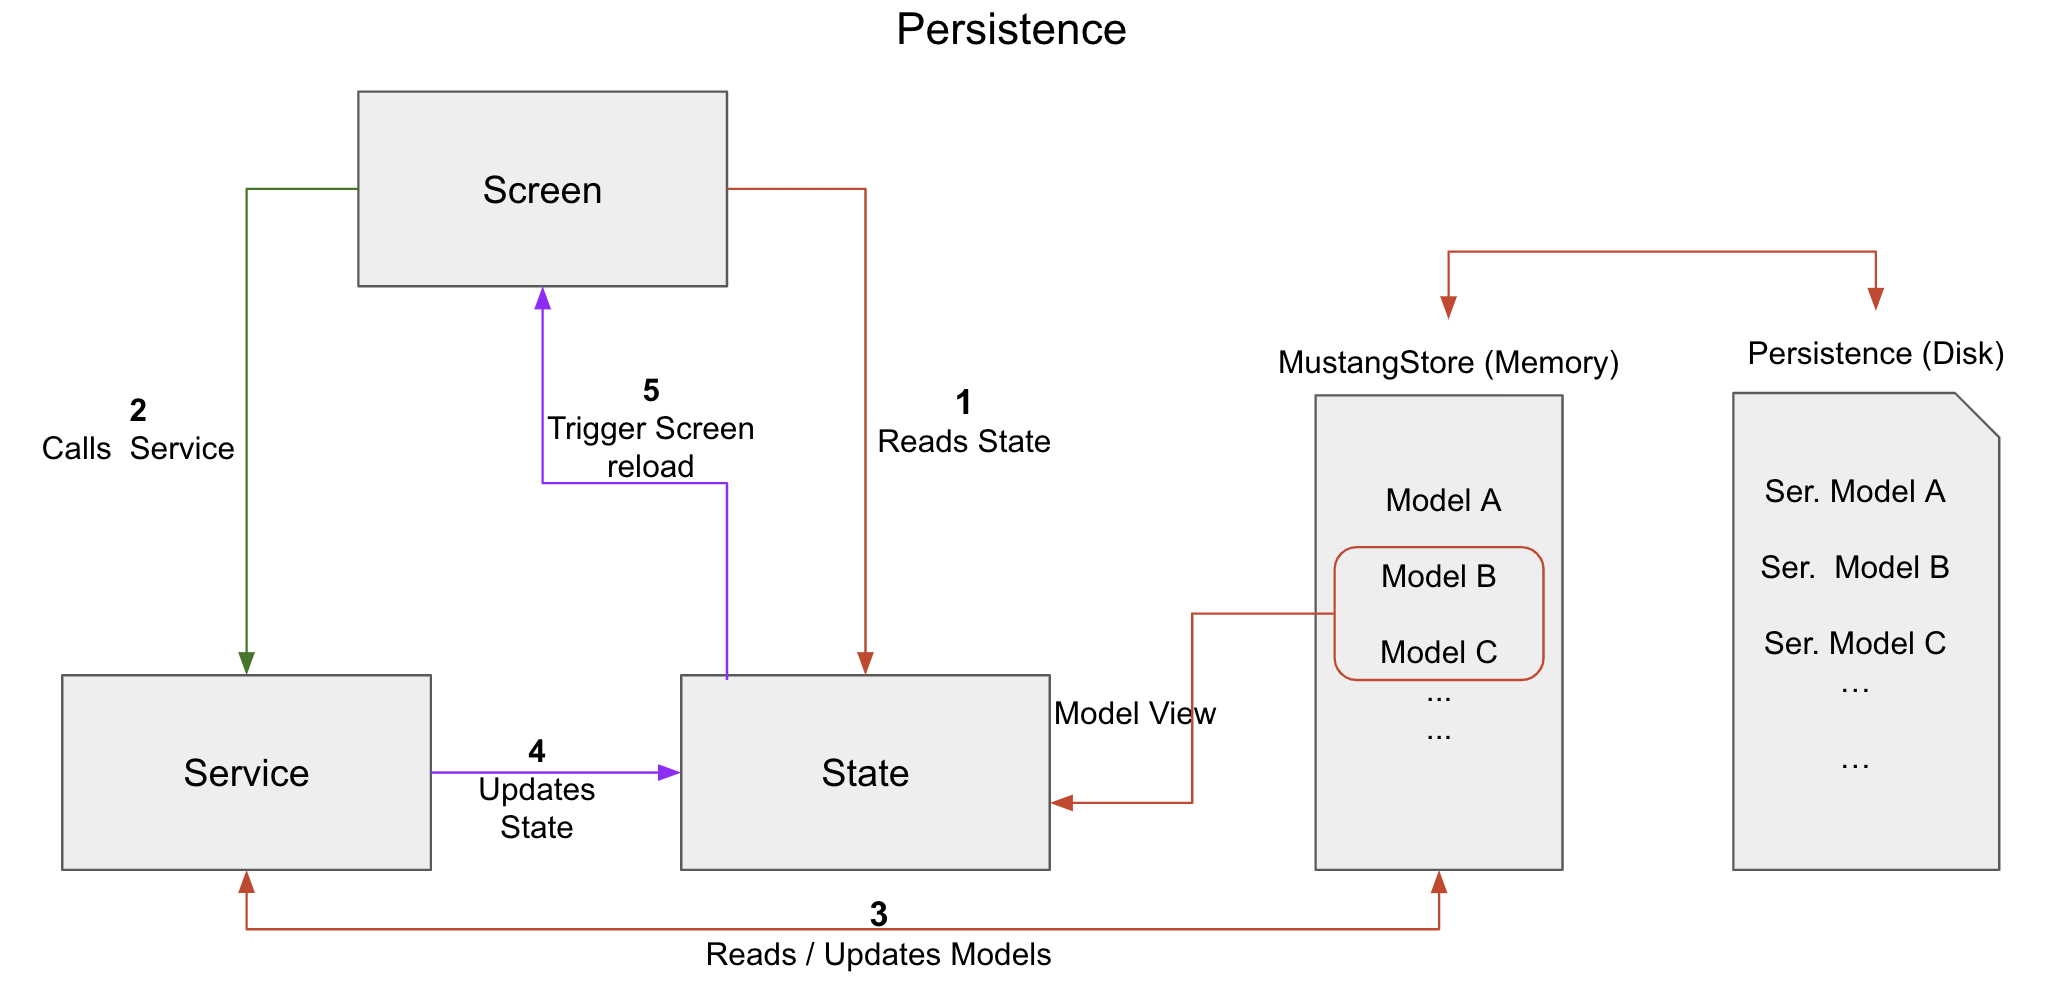 Persistence
Screen
2
Calls  Service
5
Trigger Screen
reload
1
Reads State
MustangStore (Memory)
Persistence (Disk)
Model A
Model B
Model C
...
...
Ser. Model A
Ser.  Model B
Ser. Model C
...
...
Model View
Service
4
Updates
State
State
3
Reads / Updates Models